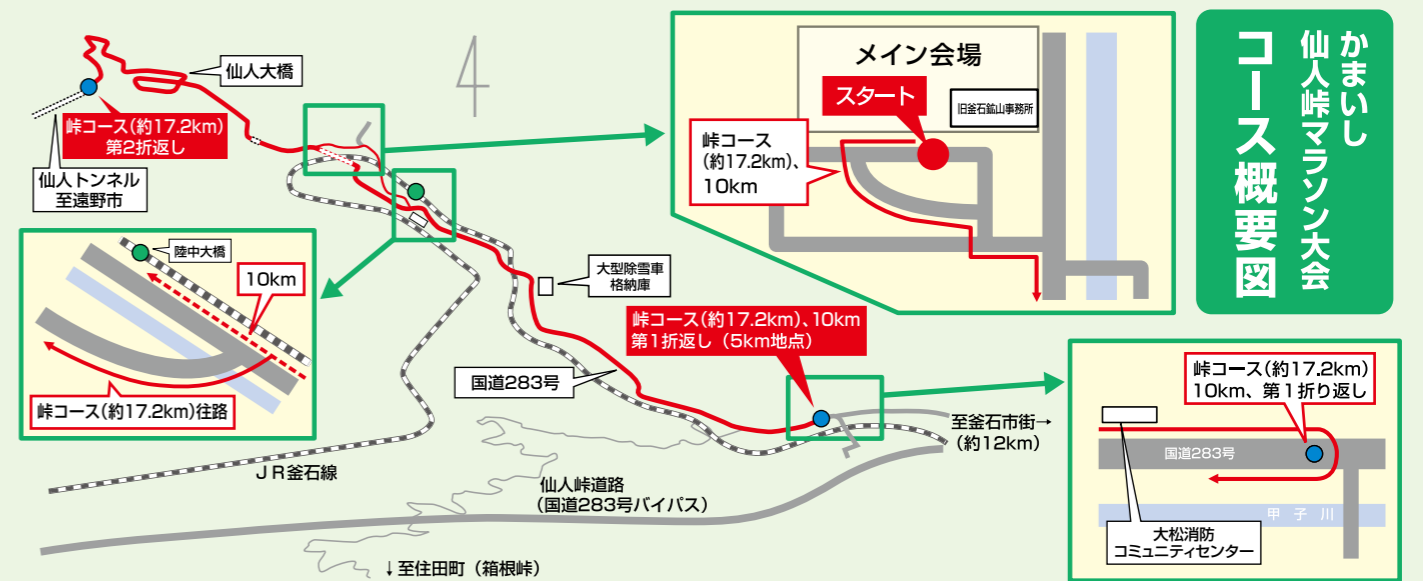 かまいし
仙人峠マラソン大会
コース概要図
仙人大橋
峠コース(約17.2km)
第2折返し
仙人トンネル
至遠野市
メイン会場
スタート
旧釜石鉱山事務所
峠コース
(約17.2km)、
10km
陸中大橋
10km
峠コース(約17.2km)往路
大型除雪車
格納庫
峠コース(約17.2km)、10km
第1折返し(5km地点)
国道283号
至釜石市街→
(約12km)
JR釜石線
仙人峠道路
(国道283号バイパス)
↓至住田町(箱根峠)
峠コース(約17.2km)
10km、第1折り返し
国道283号
甲子川
大松消防
コミュニティセンター